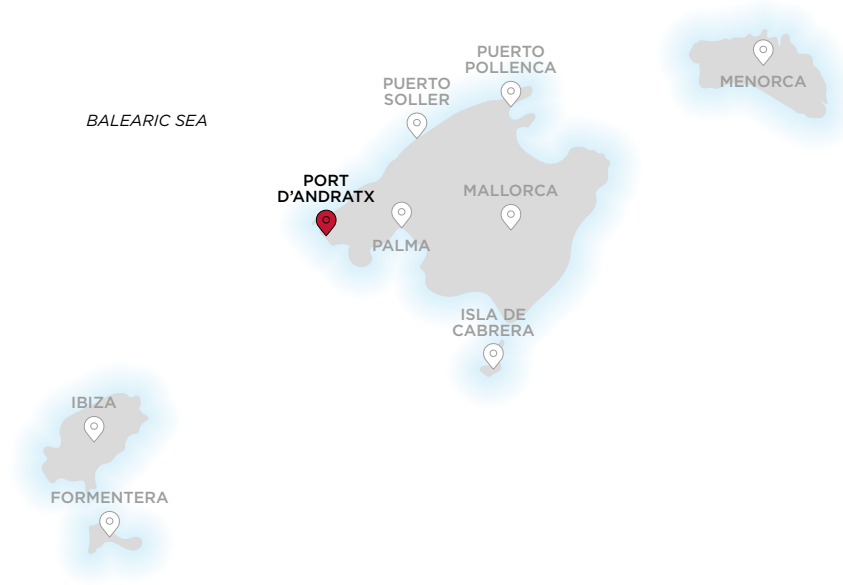 PUERTO
POLLENCA
MENORCA
PUERTO
SOLLER
BALEARIC SEA
PORT
D’ANDRATX
MALLORCA
PALMA
ISLA DE
CABRERA
IBIZA
FORMENTERA